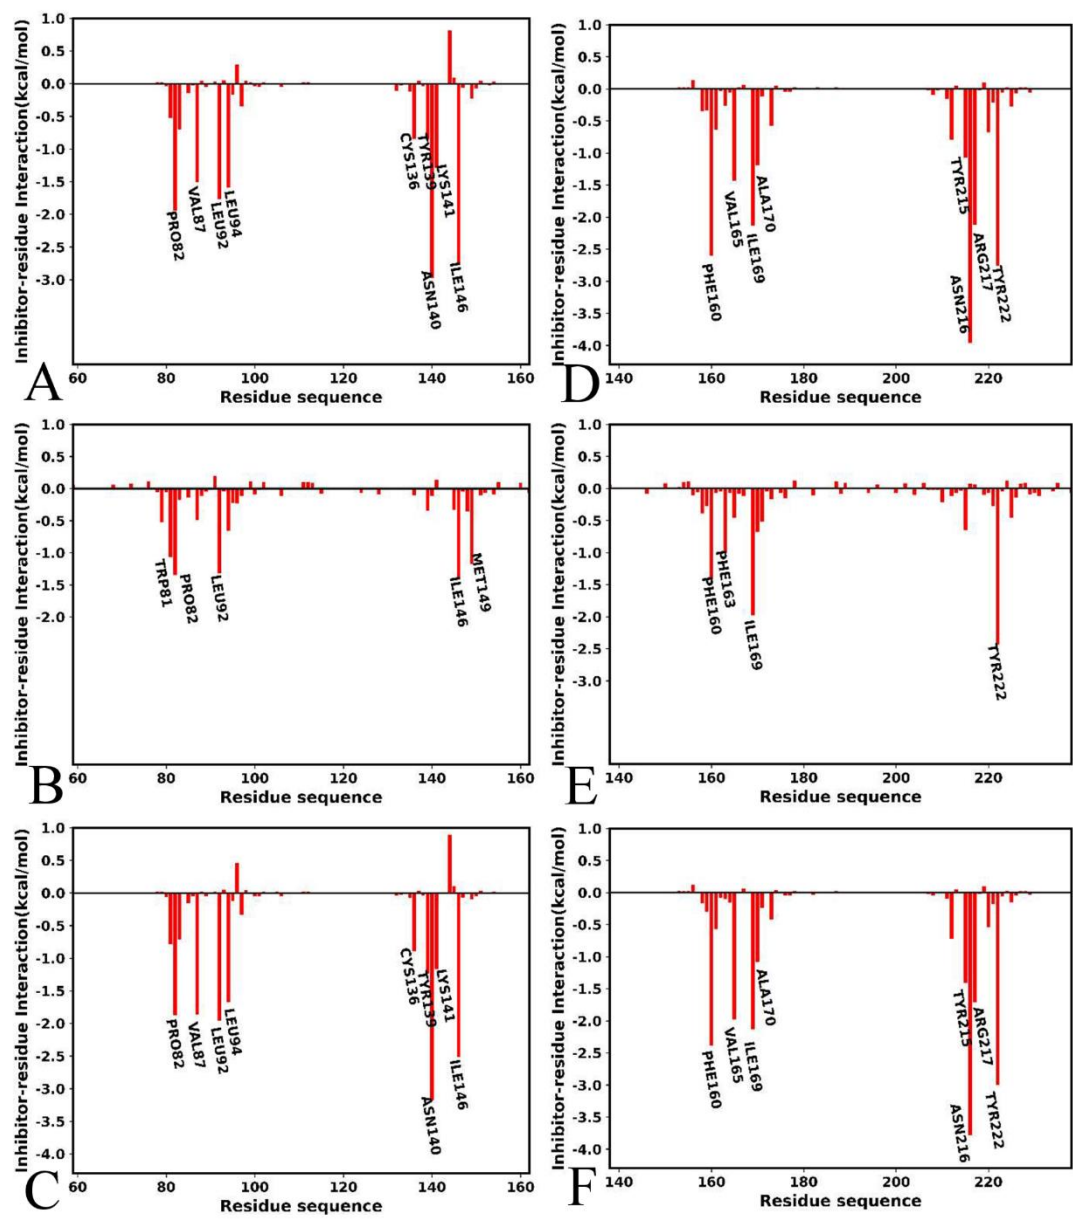 Inhibitor-residue Interaction(kcal/mol)
1.0
0.5
0.0
-0.5
-1.0
-1.5
-2.0
-2.5
-3.0
PRO82
VAL87
LEU92
LEU94
CYS136
TYR139
ASN140
LYS141
ILE146
60 80 100 120 140 160
Residue sequence
A
Inhibitor-residue Interaction(kcal/mol)
1.0
0.5
0.0
-0.5
-1.0
-1.5
-2.0
-2.5
-3.0
-3.5
-4.0
PHE160
VAL165
ILE169
ALA170
TYR215
ASN216
ARG217
TYR222
140 160 180 200 220
Residue sequence
D
Inhibitor-residue Interaction(kcal/mol)
1.0
0.5
0.0
-0.5
-1.0
-1.5
-2.0
TRP81
PRO82
LEU92
ILE146
MET149
60 80 100 120 140 160
Residue sequence
B
Inhibitor-residue Interaction(kcal/mol)
1.0
0.5
0.0
-0.5
-1.0
-1.5
-2.0
-2.5
-3.0
PHE160
PHE163
ILE169
TYR222
140 160 180 200 220
Residue sequence
E
Inhibitor-residue Interaction(kcal/mol)
1.0
0.5
0.0
-0.5
-1.0
-1.5
-2.0
-2.5
-3.0
-3.5
-4.0
PRO82
VAL87
LEU92
LEU94
CYS136
TYR139
ASN140
LYS141
ILE146
60 80 100 120 140 160
Residue sequence
C
Inhibitor-residue Interaction(kcal/mol)
1.0
0.5
0.0
-0.5
-1.0
-1.5
-2.0
-2.5
-3.0
-3.5
-4.0
PHE160
VAL165
ILE169
ALA170
TYR215
ASN216
ARG217
TYR222
140 160 180 200 220
Residue sequence
F